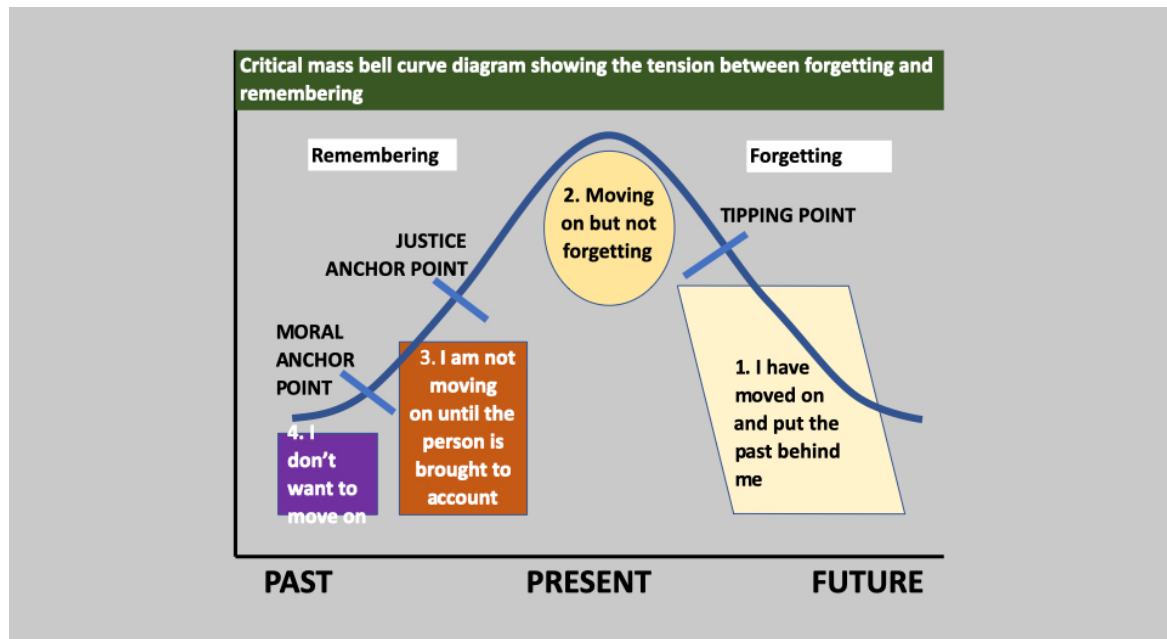 Critical mass bell curve diagram showing the tension between forgetting and
remembering
Remembering
Forgetting
2. Moving
on but not
forgetting
TIPPING POINT
JUSTICE
ANCHOR POINT
MORAL
ANCHOR
POINT
3. I am not
moving
on until the
person is
brought to
account
1. I have
moved on
and put the
past behind
me
4. I
don't
want to
move on
PAST
PRESENT
FUTURE